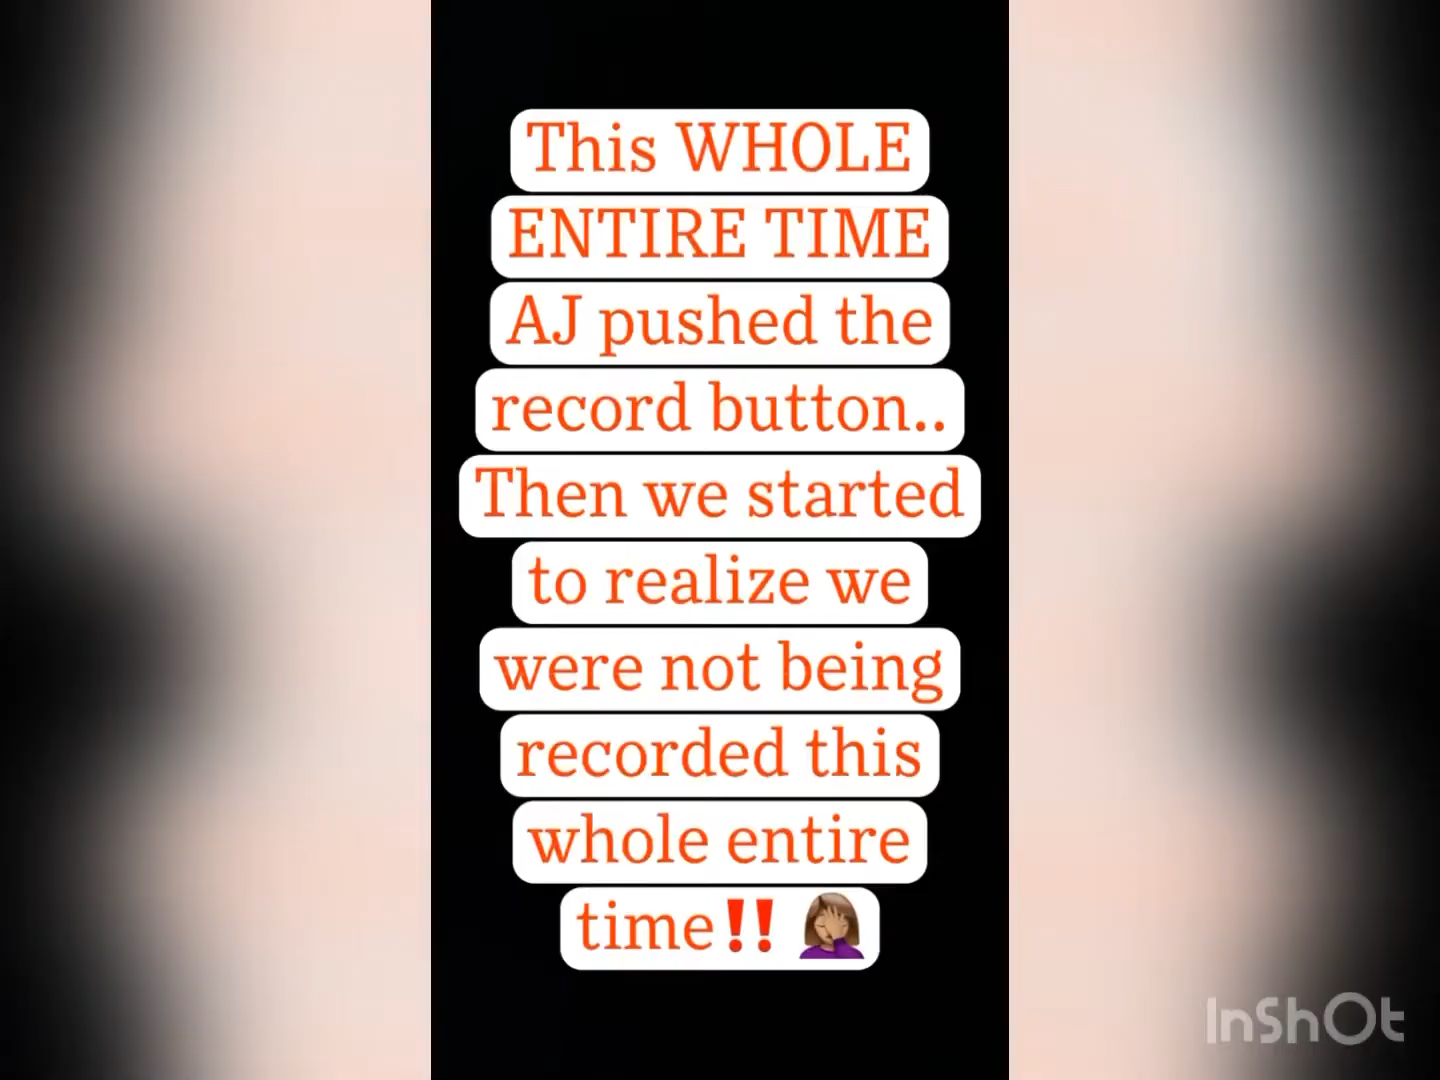 This WHOLE
ENTIRE TIME
AJ pushed the
record button..
Then we started
to realize we
were not being
recorded this
whole entire
time‼️ 🤦🏽‍♀️
InShOt